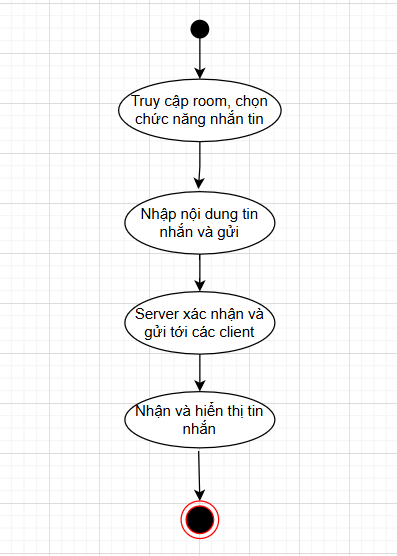 Truy cập room, chọn
chức năng nhắn tin
Nhập nội dung tin
nhắn và gửi
Server xác nhận và
gửi tới các client
Nhận và hiển thị tin
nhắn